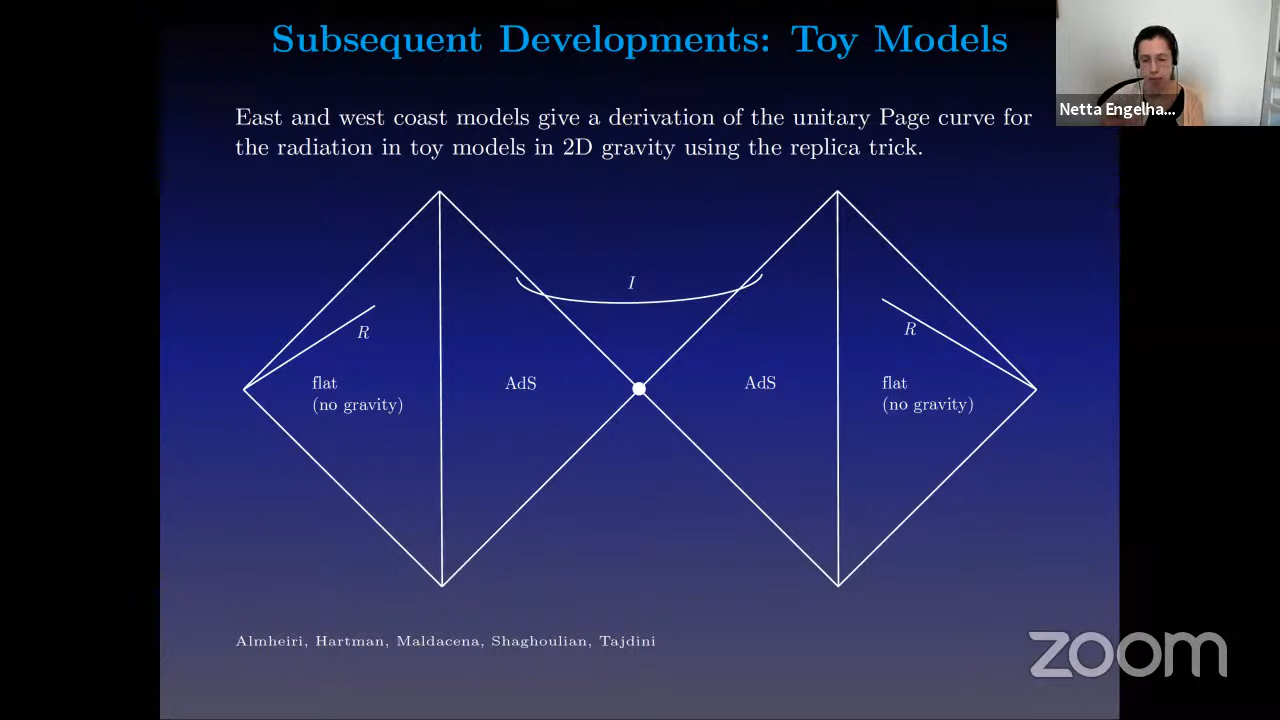 Subsequent Developments: Toy Models
Netta Engelha...
East and west coast models give a derivation of the unitary Page curve for
the radiation in toy models in 2D gravity using the replica trick.
I
R
R
flat
(no gravity)
AdS
AdS
flat
(no gravity)
Almheiri, Hartman, Maldacena, Shaghoulian, Tajdini
zoom